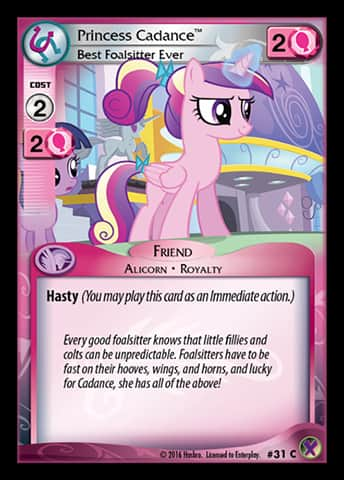 Princess Cadance™
Best Foalsitter Ever
2
COST
2
2
FRIEND
ALICORN • ROYALTY
Hasty (You may play this card as an Immediate action.)
Every good foalsitter knows that little fillies and
colts can be unpredictable. Foalsitters have to be
fast on their hooves, wings, and horns, and lucky
for Cadance, she has all of the above!
© 2016 Hasbro. Licensed to Enterplay. #31 C